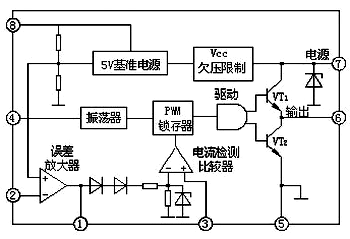 8
5V基准电源
Vcc
欠压限制
电源
7
驱动
VT1
4
振荡器
PWM
锁存器
输出
6
误差
放大器
电流检测
比较器
VT2
2
1
3
5